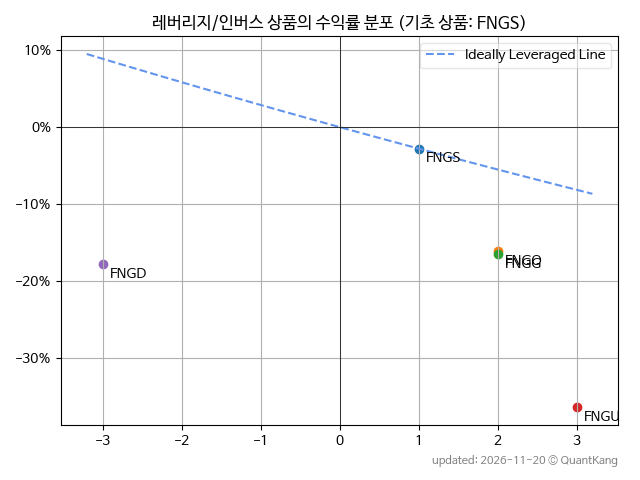 레버리지/인버스 상품의 수익률 분포 (기초 상품: FNGS)
10%
Ideally Leveraged Line
0%
FNGS
-10%
FNGO
FNGG
-20%
FNGD
-30%
FNGU
-3 -2 -1 0 1 2 3
updated: 2026-11-20 © QuantKang